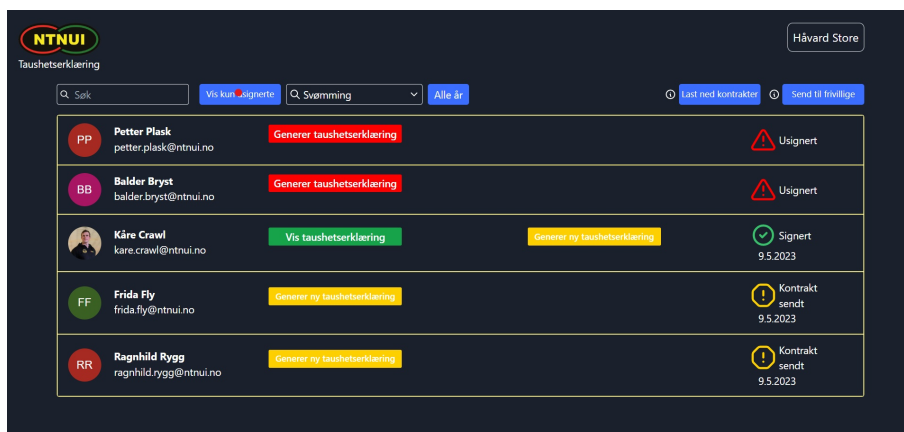 NTNUI
Håvard Store
Taushetserklæring
Søk
Vis kun usignerte
Svømming
Alle år
Last ned kontrakter
Send til frivillige
PP
Petter Plask
petter.plask@ntnui.no
Generer taushetserklæring
Usignert
BB
Balder Bryst
balder.bryst@ntnui.no
Generer taushetserklæring
Usignert
Kåre Crawl
kare.crawl@ntnui.no
Vis taushetserklæring
Generer ny taushetserklæring
Signert
9.5.2023
FF
Frida Fly
frida.fly@ntnui.no
Generer ny taushetserklæring
Kontrakt
sendt
9.5.2023
RR
Ragnhild Rygg
ragnhild.rygg@ntnui.no
Generer ny taushetserklæring
Kontrakt
sendt
9.5.2023